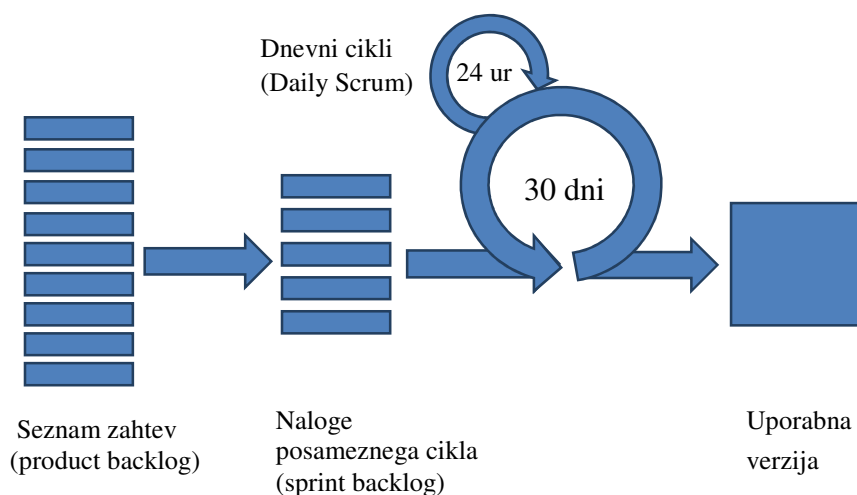 Dnevni cikli
(Daily Scrum)
24 ur
30 dni
Seznam zahtev
(product backlog)
Naloge
posameznega cikla
(sprint backlog)
Uporabna
verzija